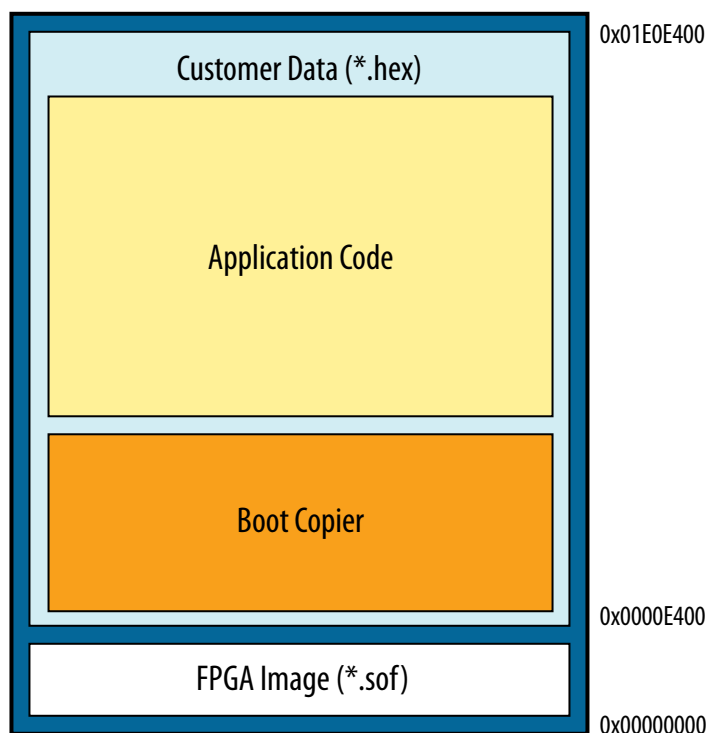 0x01E0E400
Customer Data (*.hex)
Application Code
Boot Copier
0x0000E400
FPGA Image (*.sof)
0x00000000